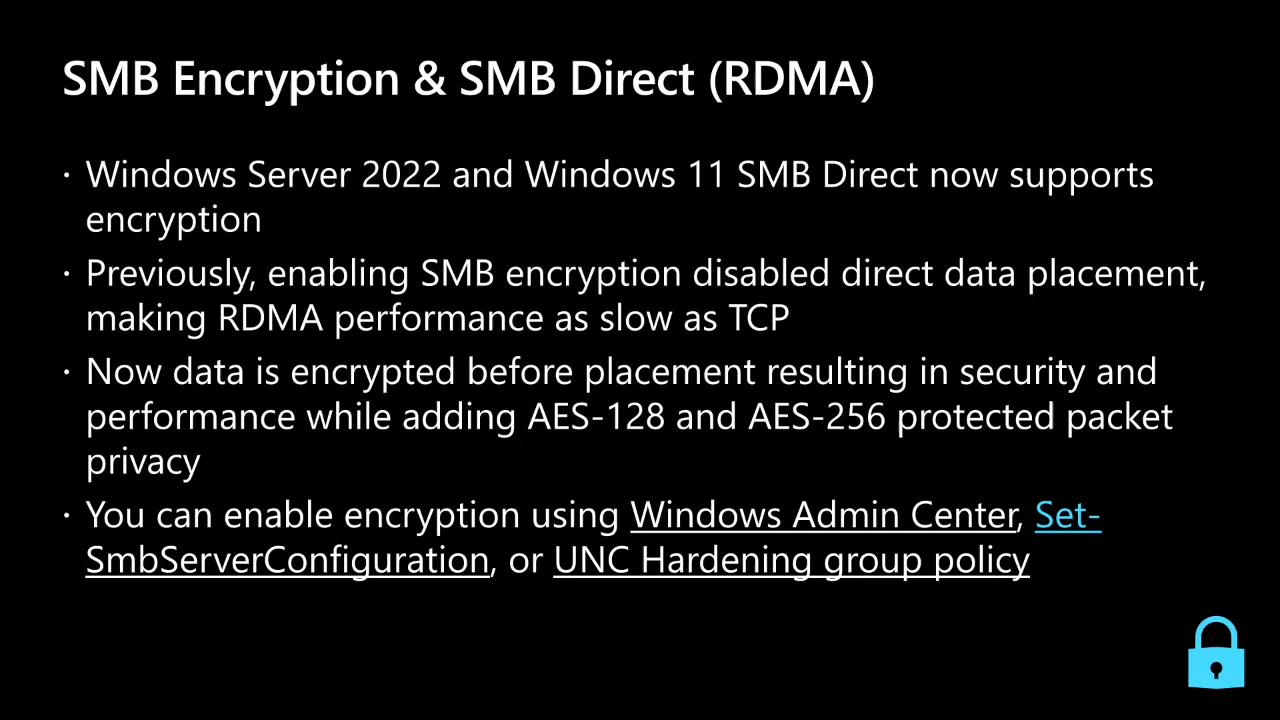 SMB Encryption & SMB Direct (RDMA)
· Windows Server 2022 and Windows 11 SMB Direct now supports
encryption
· Previously, enabling SMB encryption disabled direct data placement,
making RDMA performance as slow as TCP
· Now data is encrypted before placement resulting in security and
performance while adding AES-128 and AES-256 protected packet
privacy
· You can enable encryption using Windows Admin Center, Set-
SmbServerConfiguration, or UNC Hardening group policy